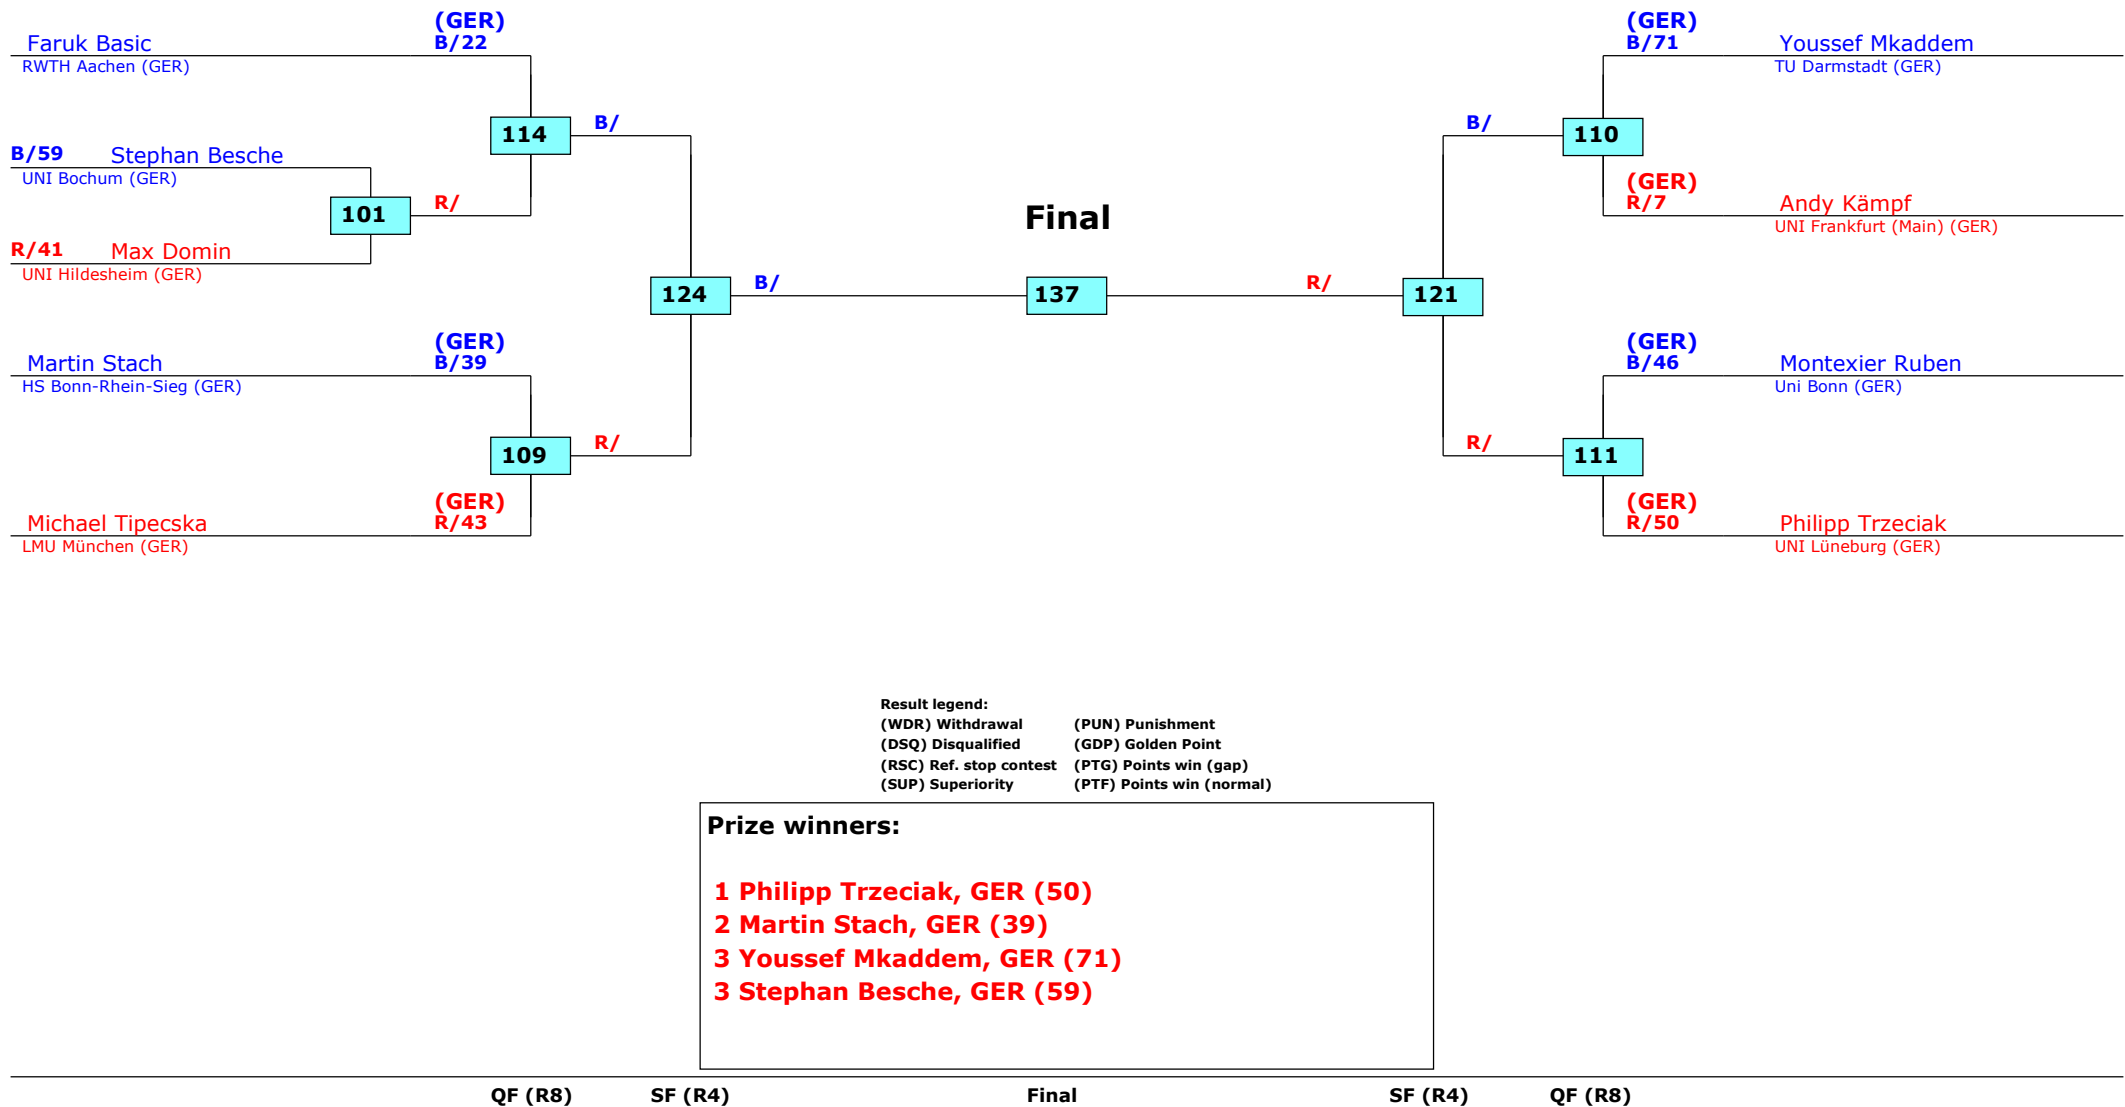 (GER)
Faruk Basic B/22
RWTH Aachen (GER)
114
B/
B/59 Stephan Besche
UNI Bochum (GER)
101
R/
R/41 Max Domin
UNI Hildesheim (GER)
124
B/
(GER)
Martin Stach B/39
HS Bonn-Rhein-Sieg (GER)
109
R/
(GER)
Michael Tipecska R/43
LMU München (GER)
Final
137
(GER)
B/71 Youssef Mkaddem
TU Darmstadt (GER)
B/
110
(GER)
R/7 Andy Kämpf
UNI Frankfurt (Main) (GER)
R/
121
(GER)
B/46 Montexier Ruben
Uni Bonn (GER)
R/
111
(GER)
R/50 Philipp Trzeciak
UNI Lüneburg (GER)
Result legend:
(WDR) Withdrawal (PUN) Punishment
(DSQ) Disqualified (GDP) Golden Point
(RSC) Ref. stop contest (PTG) Points win (gap)
(SUP) Superiority (PTF) Points win (normal)
Prize winners:
1 Philipp Trzeciak, GER (50)
2 Martin Stach, GER (39)
3 Youssef Mkaddem, GER (71)
3 Stephan Besche, GER (59)
QF (R8) SF (R4) Final SF (R4) QF (R8)